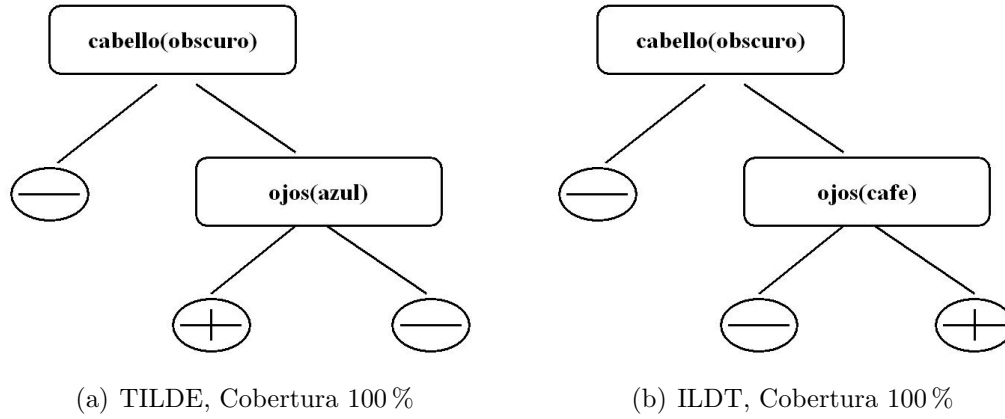 cabello(obscuro)
cabello(obscuro)
ojos(azul)
ojos(cafe)
(a) TILDE, Cobertura 100 %
(b) ILDT, Cobertura 100 %